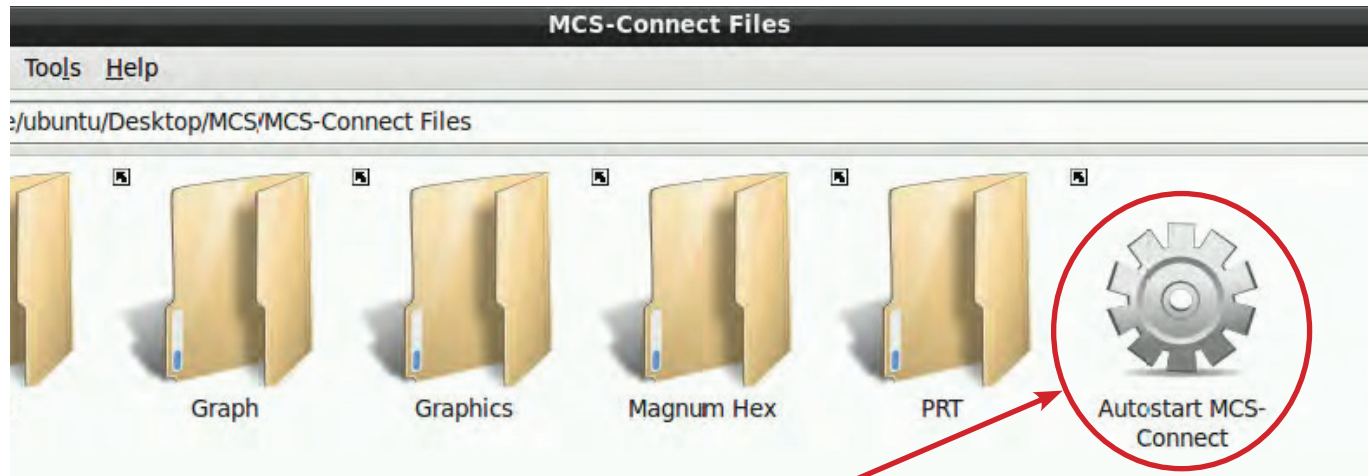 MCS-Connect Files
Tools Help
e/ubuntu/Desktop/MCS/MCS-Connect Files
Graph Graphics Magnum Hex PRT Autostart MCS-
Connect